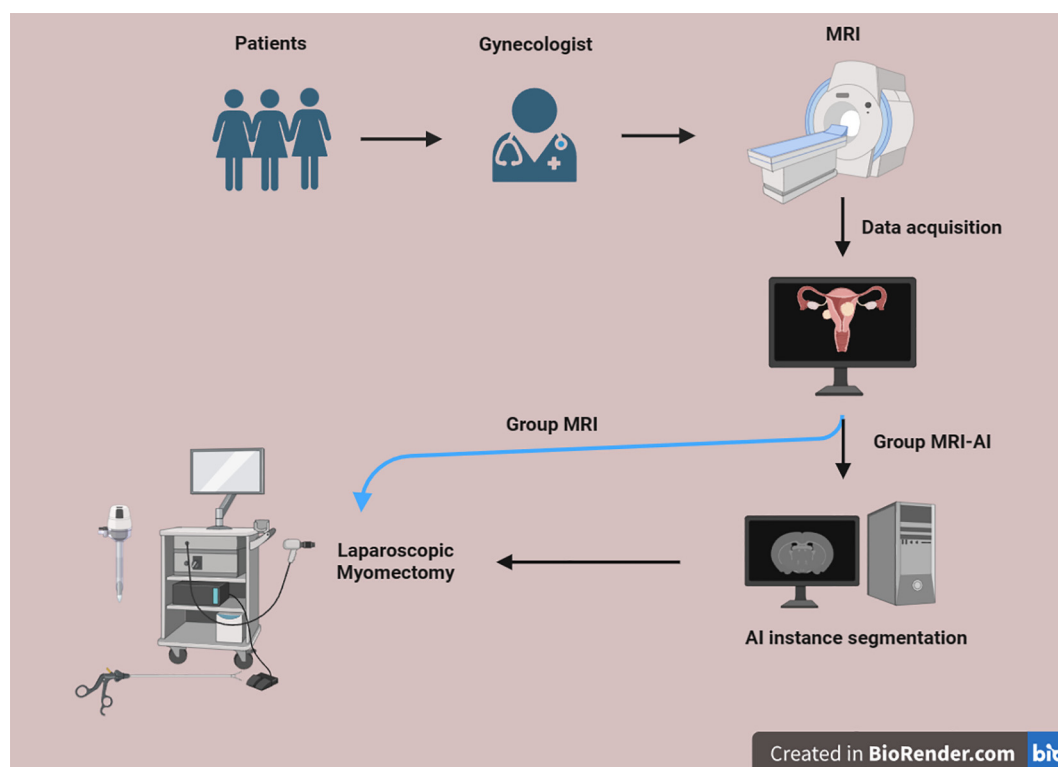 Patients
Gynecologist
MRI
Data acquisition
Group MRI
Group MRI-AI
Laparoscopic
Myomectomy
AI instance segmentation
Created in BioRender.com